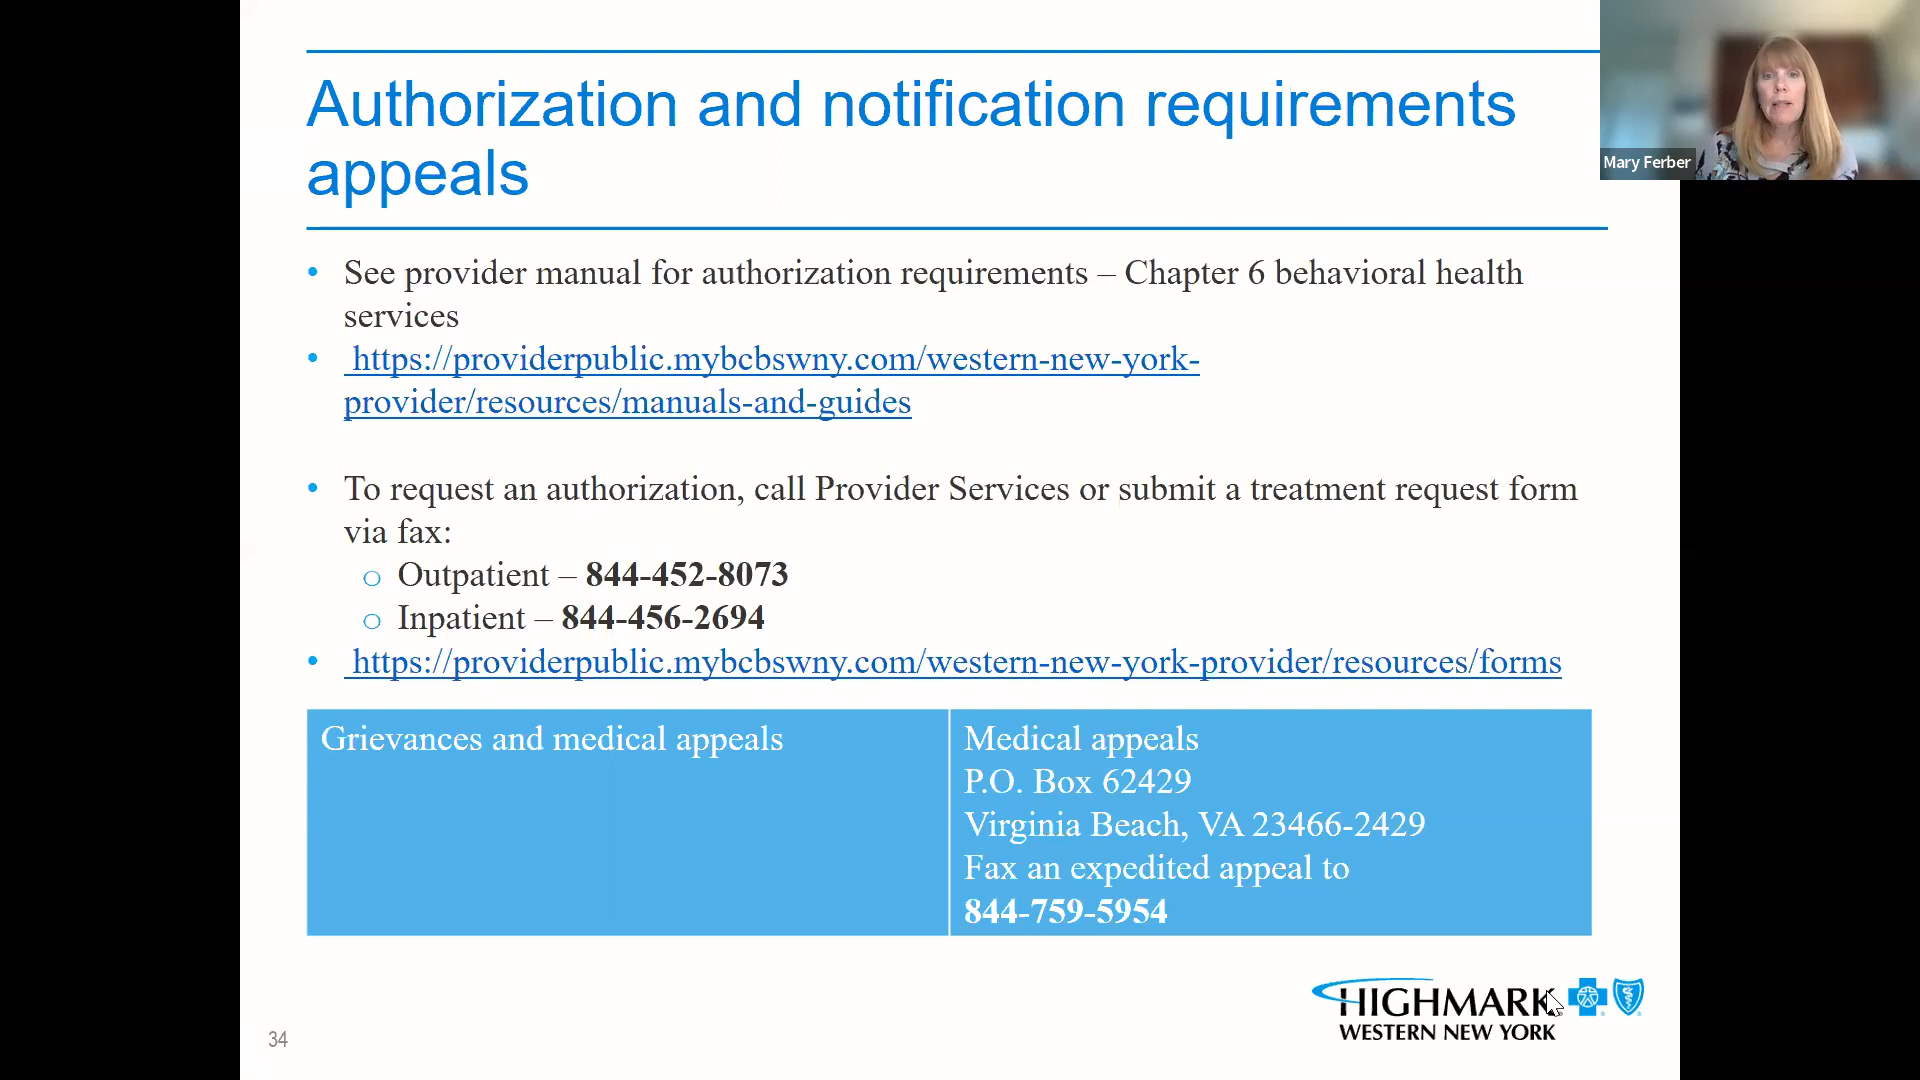 Authorization and notification requirements
appeals
Mary Ferber
• See provider manual for authorization requirements – Chapter 6 behavioral health
services
• https://providerpublic.mybcbswny.com/western-new-york-
provider/resources/manuals-and-guides
• To request an authorization, call Provider Services or submit a treatment request form
via fax:
o Outpatient – 844-452-8073
o Inpatient – 844-456-2694
• https://providerpublic.mybcbswny.com/western-new-york-provider/resources/forms
Grievances and medical appeals
Medical appeals
P.O. Box 62429
Virginia Beach, VA 23466-2429
Fax an expedited appeal to
844-759-5954
HIGHMARK
WESTERN NEW YORK
34